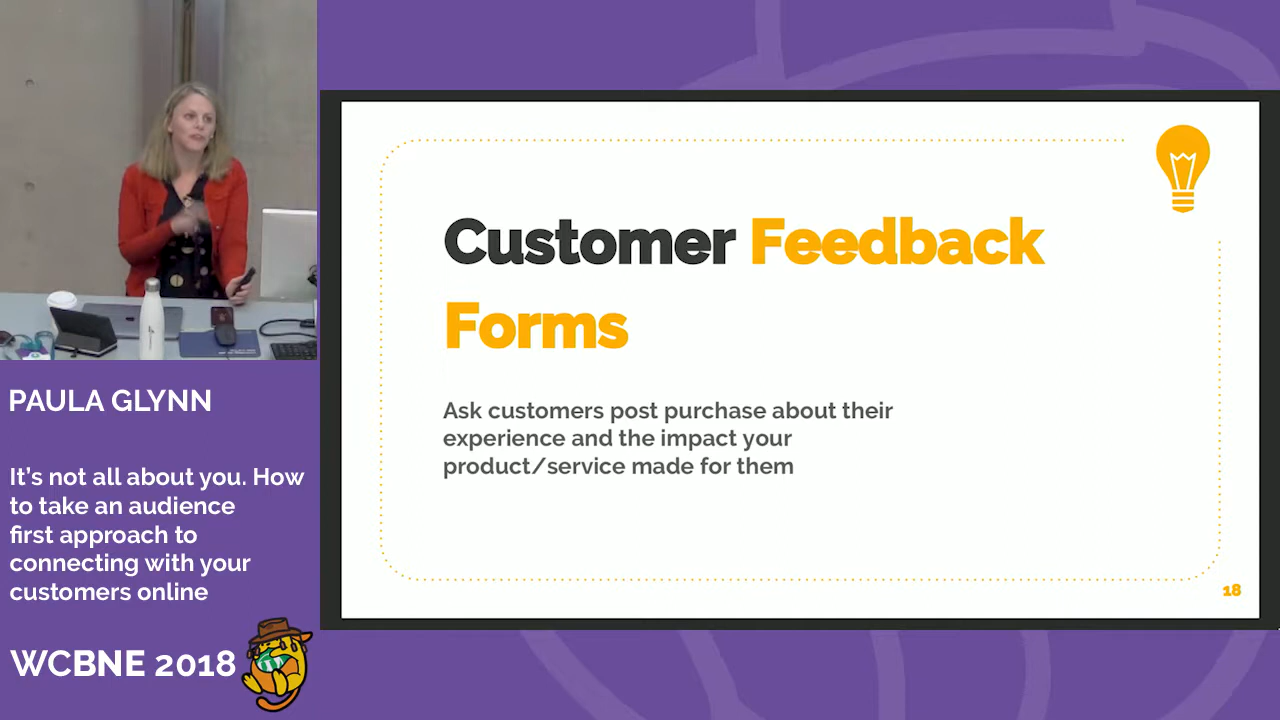 Customer Feedback
Forms
Ask customers post purchase about their
experience and the impact your
product/service made for them
18
PAULA GLYNN
It's not all about you. How
to take an audience
first approach to
connecting with your
customers online
WCBNE 2018